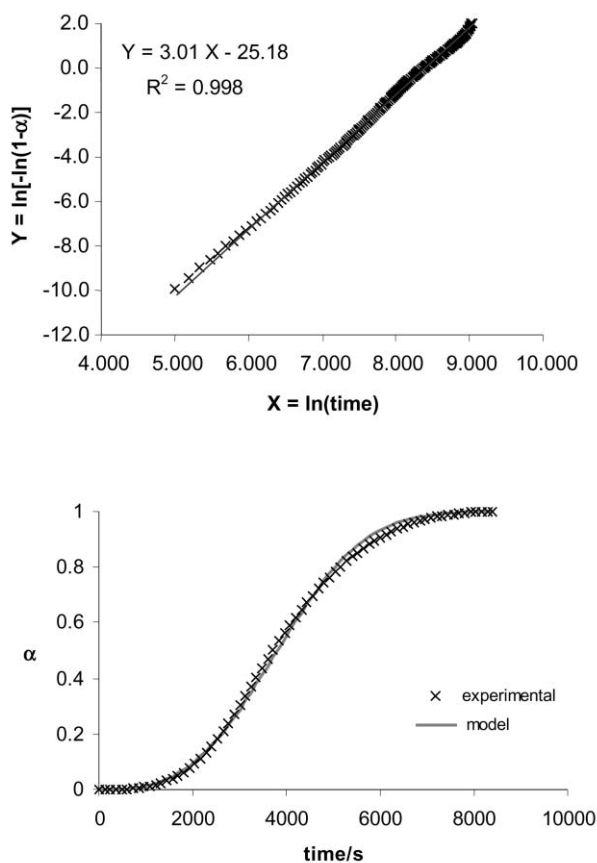 2.0
0.0
-2.0
-4.0
-6.0
-8.0
-10.0
-12.0
Y = ln[-ln(1-α)]
Y = 3.01 X - 25.18
R² = 0.998
4.000 5.000 6.000 7.000 8.000 9.000 10.000
X = ln(time)
1
0.8
0.6
0.4
0.2
0
α
× experimental
model
0 2000 4000 6000 8000 10000
time/s